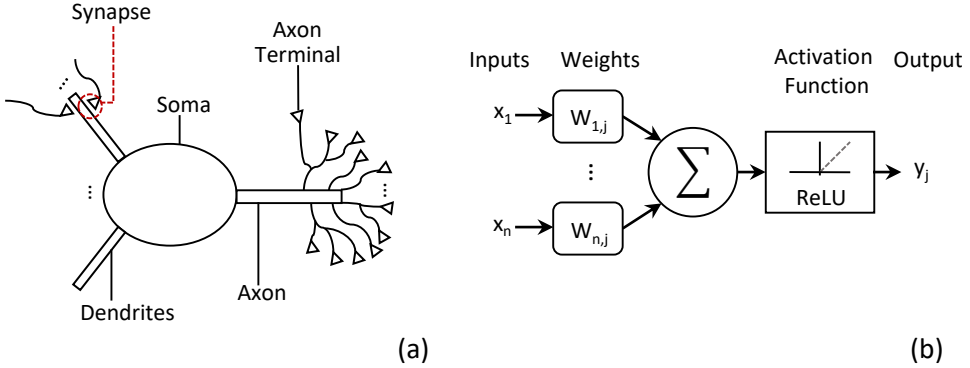 Synapse
Axon
Terminal
Soma
...
...
...
Axon
Dendrites
(a)
Inputs
Weights
Activation
Function
Output
x1
W1,j
...
∑
ReLU
yj
xn
Wn,j
(b)